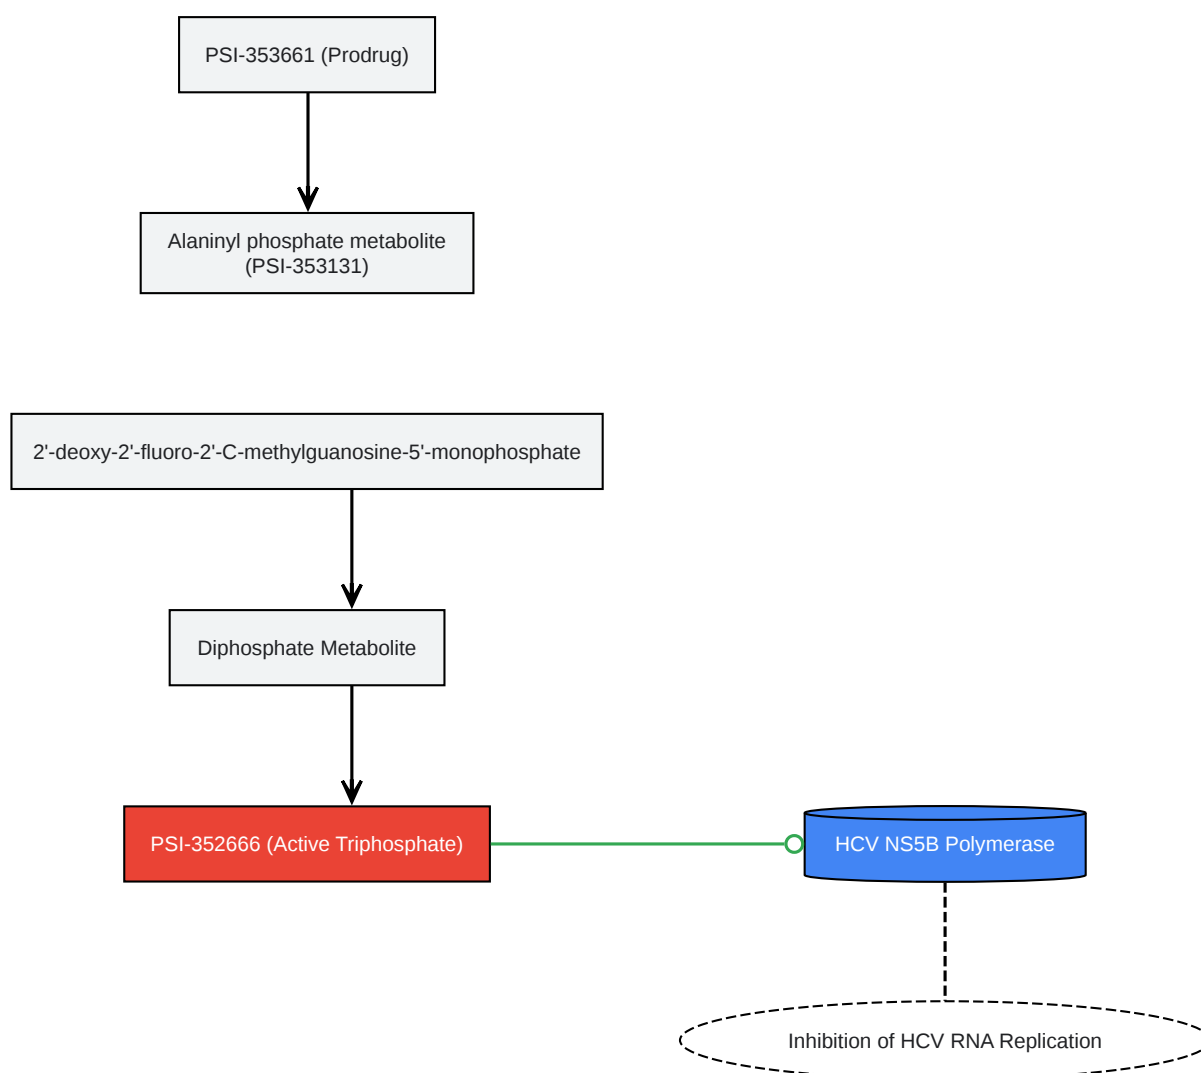 PSI-353661 (Prodrug)
Alaninyl phosphate metabolite
(PSI-353131)
2'-deoxy-2'-fluoro-2'-C-methylguanosine-5'-monophosphate
Diphosphate Metabolite
PSI-352666 (Active Triphosphate)
HCV NS5B Polymerase
Inhibition of HCV RNA Replication